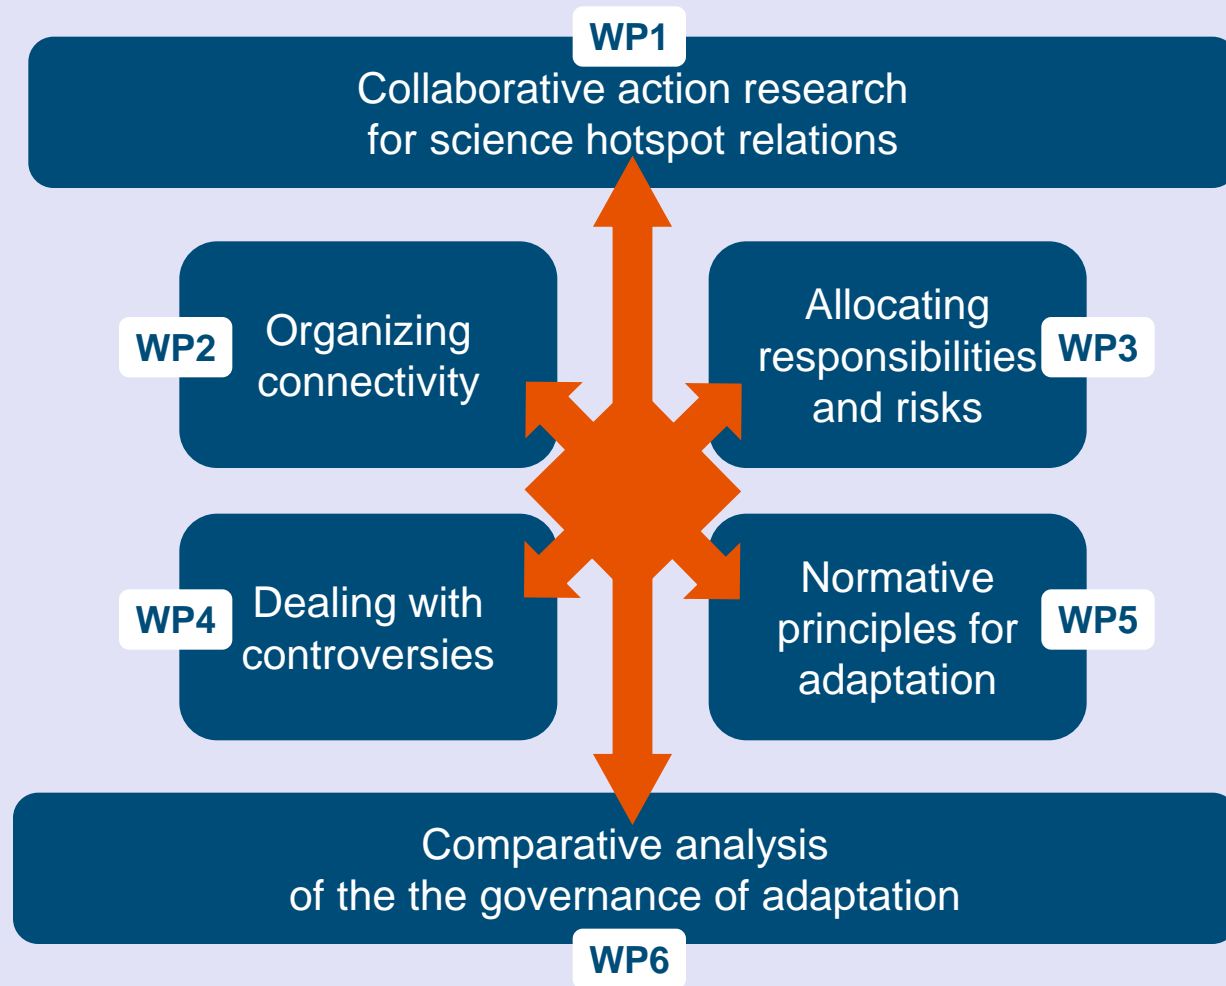 WP1
Collaborative action research
for science hotspot relations
WP2
Organizing
connectivity
Allocating
responsibilities
and risks
WP3
WP4
Dealing with
controversies
Normative
principles for
adaptation
WP5
Comparative analysis
of the the governance of adaptation
WP6